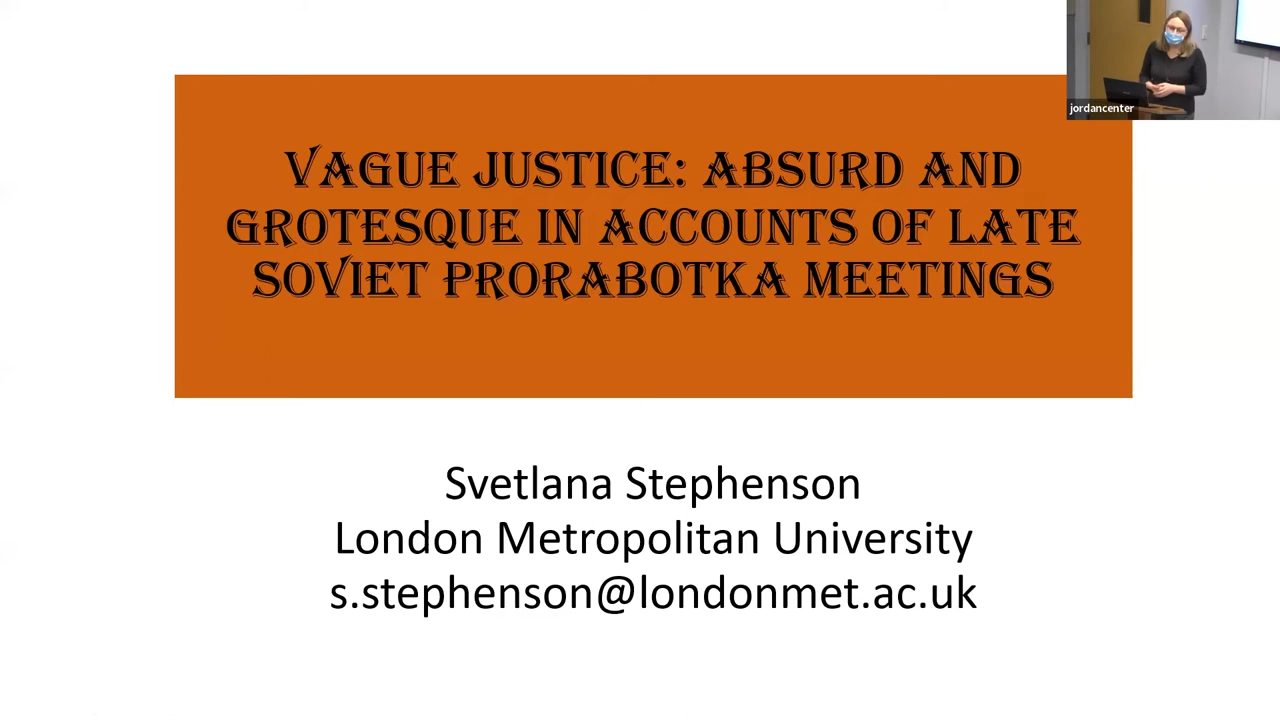 jordancenter
VAGUE JUSTICE: ABSURD AND
GROTESQUE IN ACCOUNTS OF LATE
SOVIET PRORABOTKA MEETINGS
Svetlana Stephenson
London Metropolitan University
s.stephenson@londonmet.ac.uk